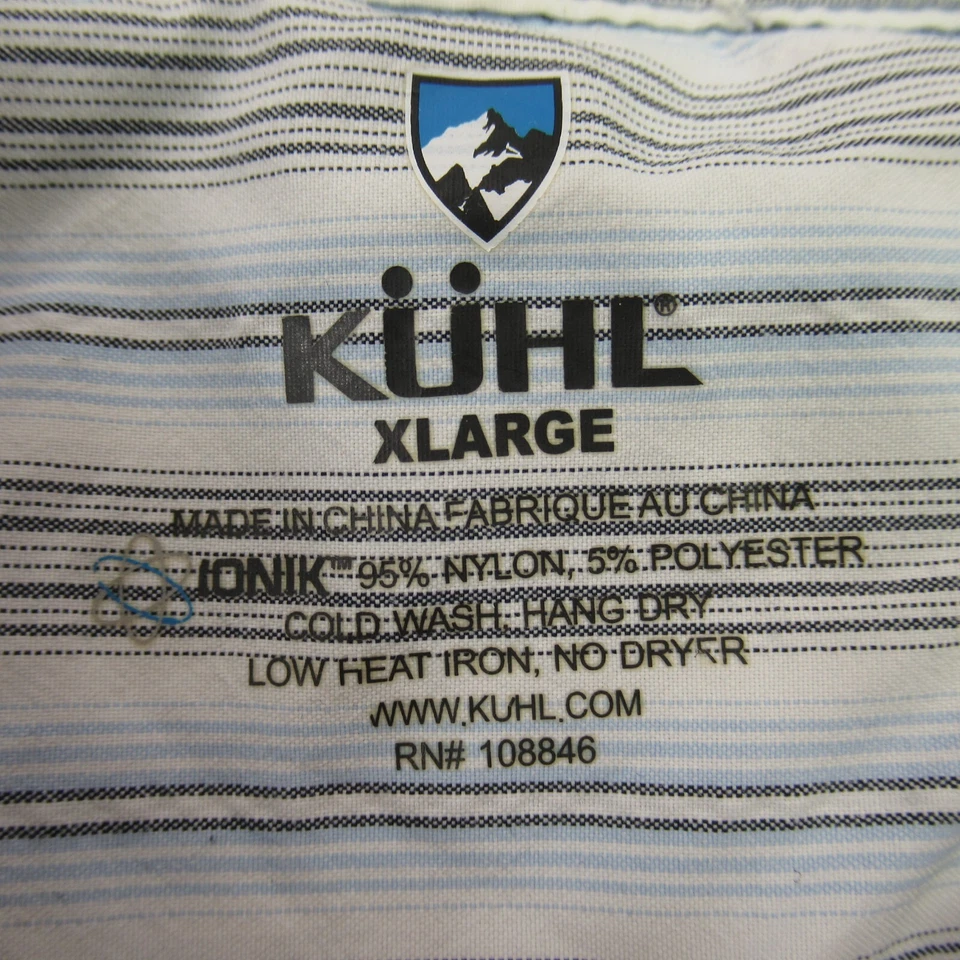 KÜHL®
XLARGE
MADE IN CHINA FABRIQUE AU CHINA
IONIK™ 95% NYLON, 5% POLYESTER
COLD WASH, HANG DRY
LOW HEAT IRON, NO DRYER
WWW.KUHL.COM
RN# 108846